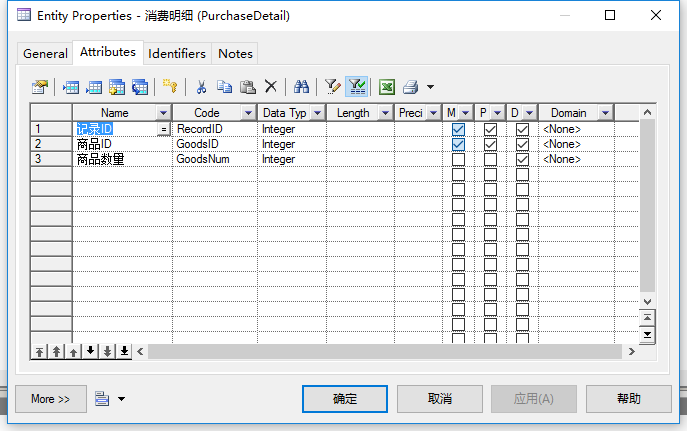 Entity Properties - 消费明细 (PurchaseDetail)
General Attributes Identifiers Notes
Name Code Data Typ Length Preci M P D Domain
1 记录ID = RecordID Integer <None>
2 商品ID GoodsID Integer <None>
3 商品数量 GoodsNum Integer <None>
More >> 确定 取消 应用(A) 帮助